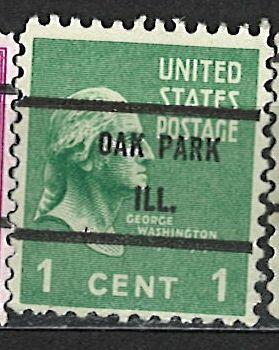 UNITED
STATES
POSTAGE
OAK PARK
ILL.
GEORGE
WASHINGTON
1 CENT 1